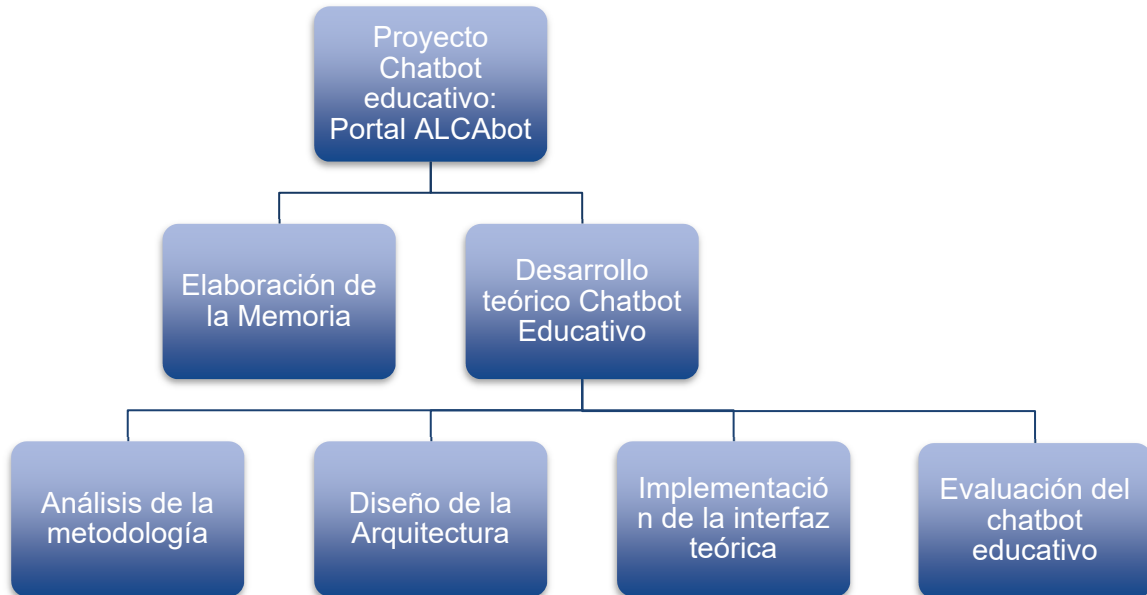 Proyecto
Chatbot
educativo:
Portal ALCAbot
Elaboración de
la Memoria
Desarrollo
teórico Chatbot
Educativo
Análisis de la
metodología
Diseño de la
Arquitectura
Implementació
n de la interfaz
teórica
Evaluación del
chatbot
educativo